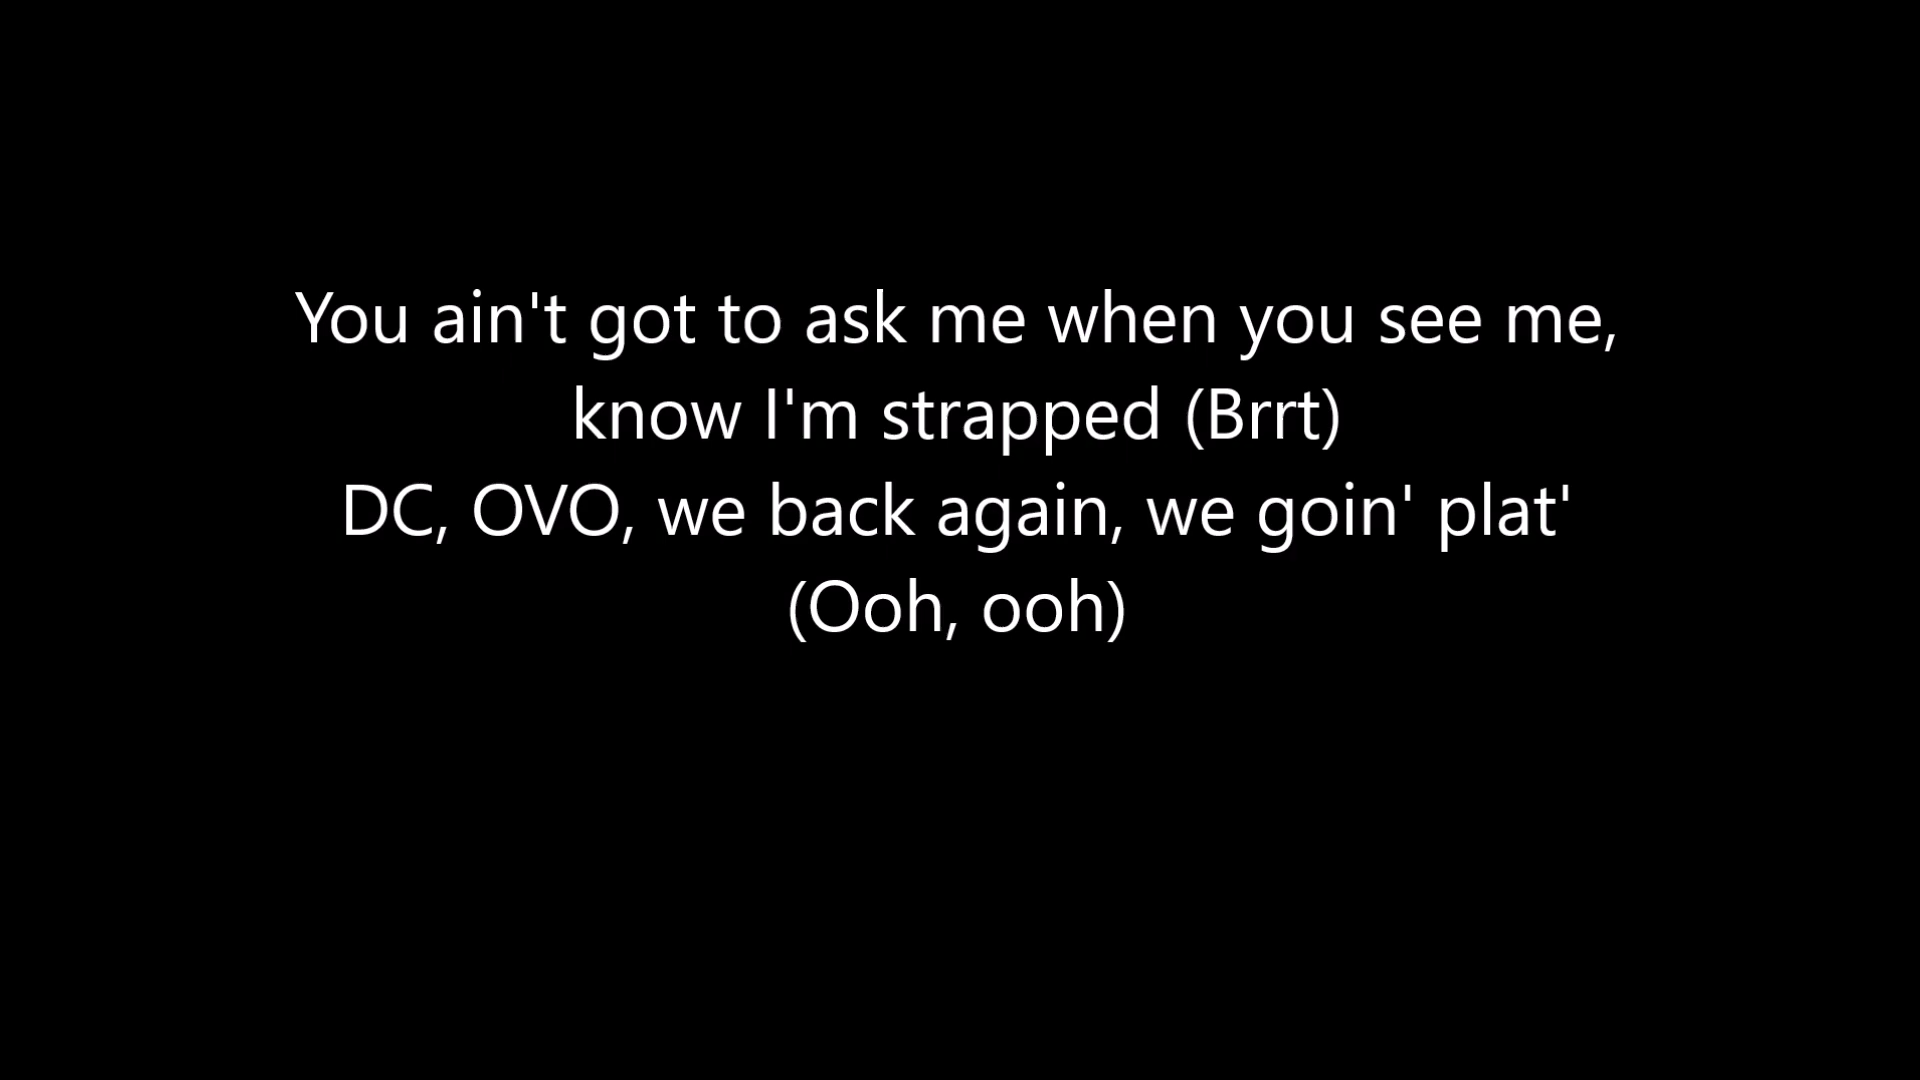 You ain't got to ask me when you see me,
know I'm strapped (Brrt)
DC, OVO, we back again, we goin' plat'
(Ooh, ooh)